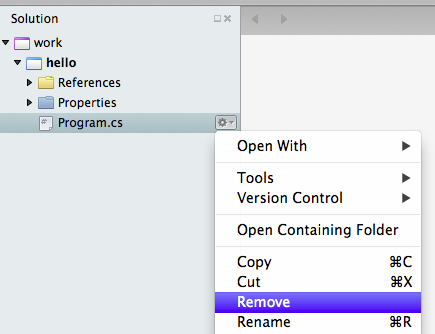 Solution
work
hello
References
Properties
Program.cs
Open With
Tools
Version Control
Open Containing Folder
Copy ⌘C
Cut ⌘X
Remove
Rename ⌘R